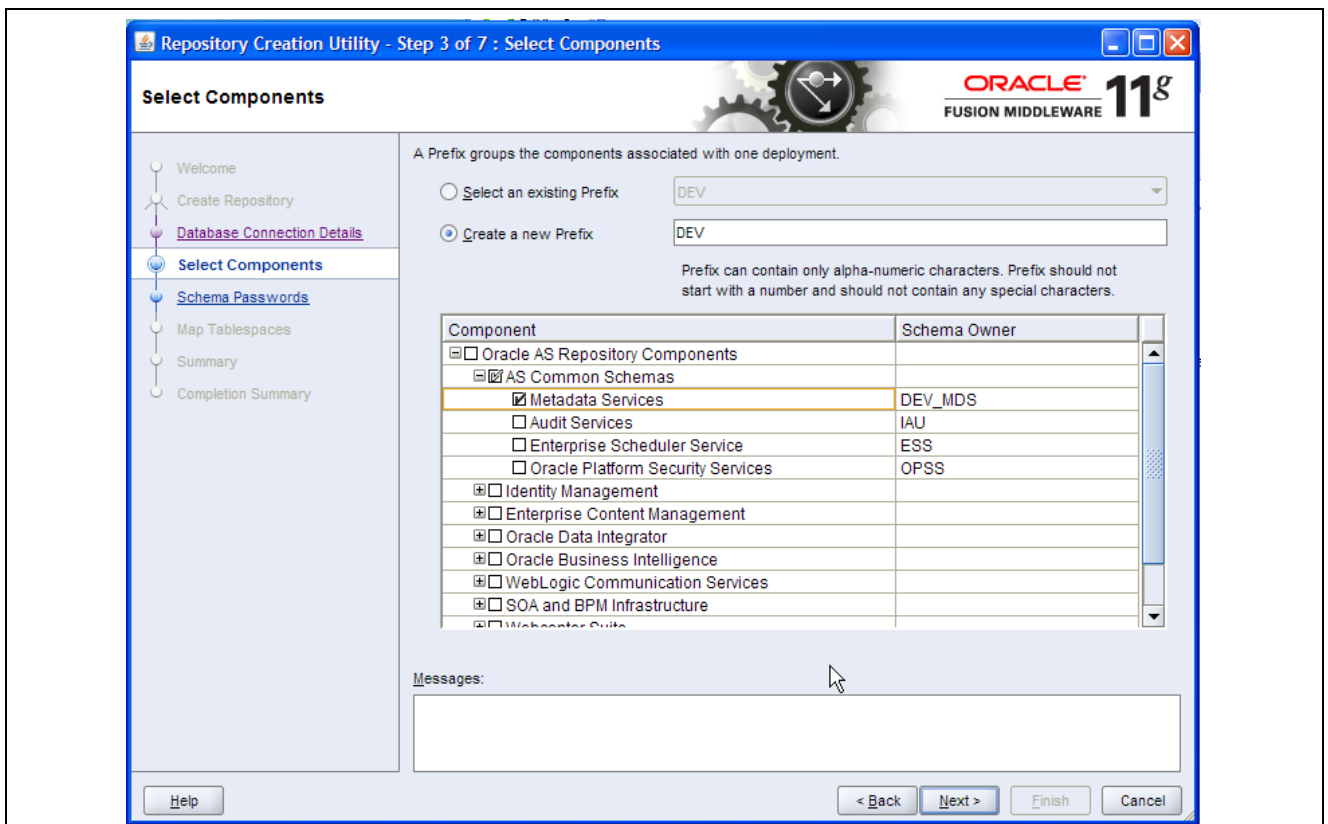 Repository Creation Utility - Step 3 of 7 : Select Components
Select Components
ORACLE
FUSION MIDDLEWARE 11g
Welcome
Create Repository
Database Connection Details
Select Components
Schema Passwords
Map Tablespaces
Summary
Completion Summary
A Prefix groups the components associated with one deployment.
Select an existing Prefix DEV
Create a new Prefix DEV
Prefix can contain only alpha-numeric characters. Prefix should not
start with a number and should not contain any special characters.
Component Schema Owner
Oracle AS Repository Components
AS Common Schemas
Metadata Services DEV_MDS
Audit Services IAU
Enterprise Scheduler Service ESS
Oracle Platform Security Services OPSS
Identity Management
Enterprise Content Management
Oracle Data Integrator
Oracle Business Intelligence
WebLogic Communication Services
SOA and BPM Infrastructure
Webcenter Suite
Messages:
Help < Back Next > Finish Cancel